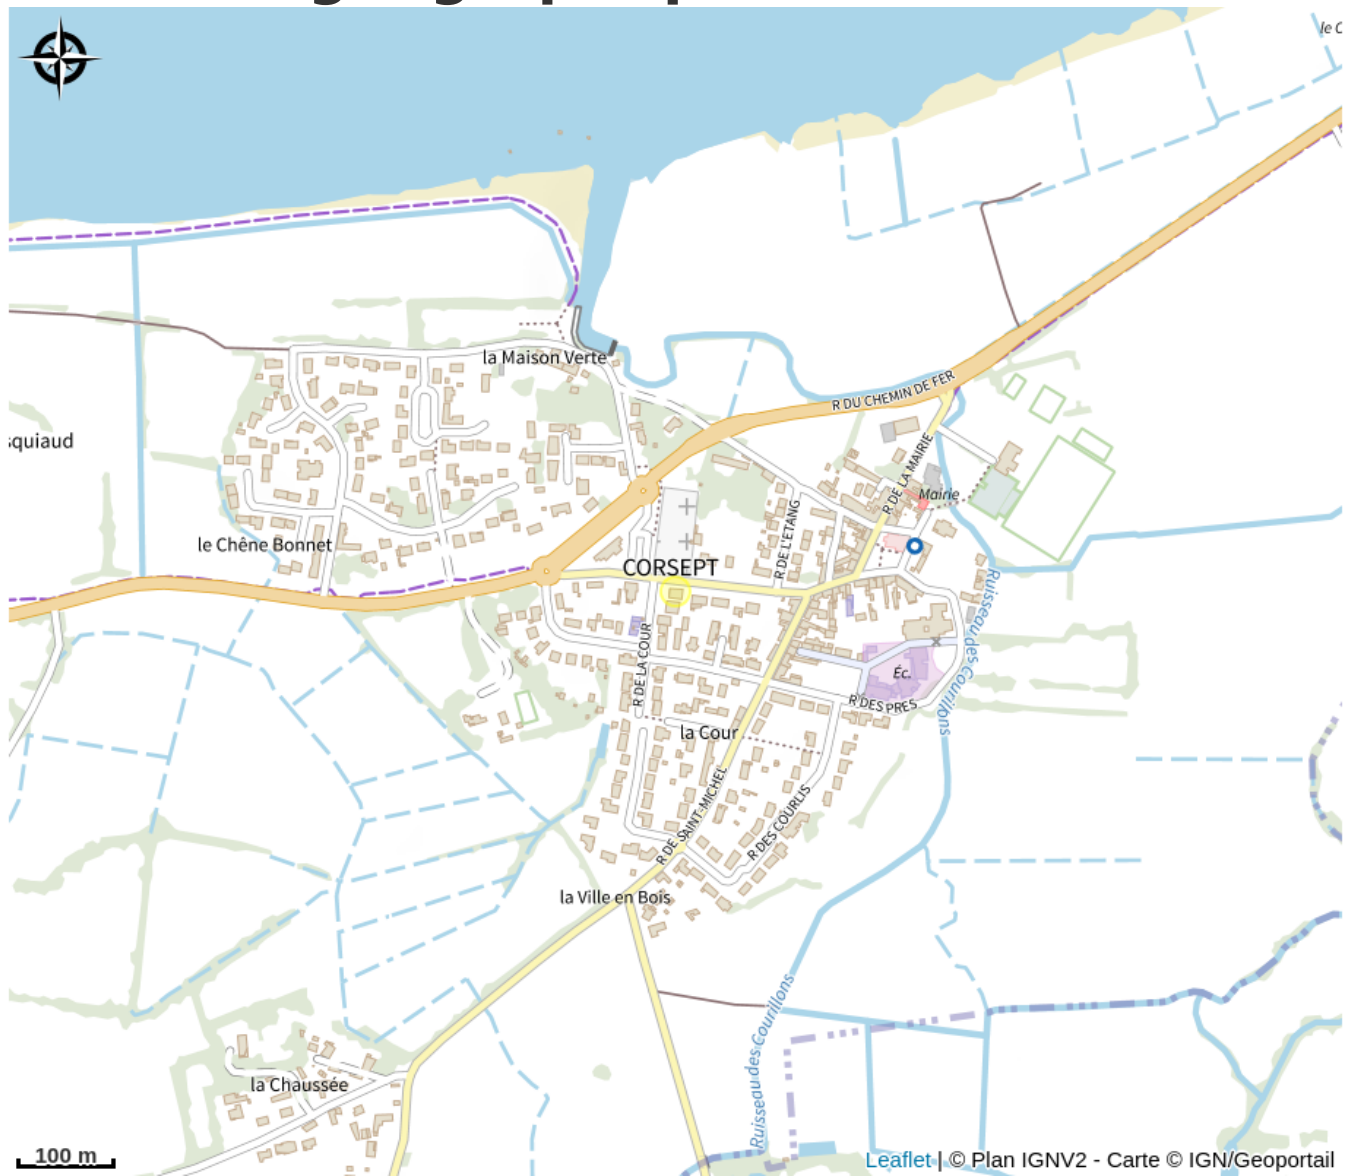 le C
la Maison Verte
R DU CHEMIN DE FER
squiaud
R DE LA MAIRIE
Mairie
R DE L'ETANG
le Chêne Bonnet
CORSEPT
Ruisseau des Courillons
R DE LA COUR
Éc.
R DES PRES
la Cour
R DE SAINT-MICHEL
R DES COURLIS
la Ville en Bois
Ruisseau des Courillons
la Chaussée
100 m
Leaflet | © Plan IGNV2 - Carte © IGN/Geoportail